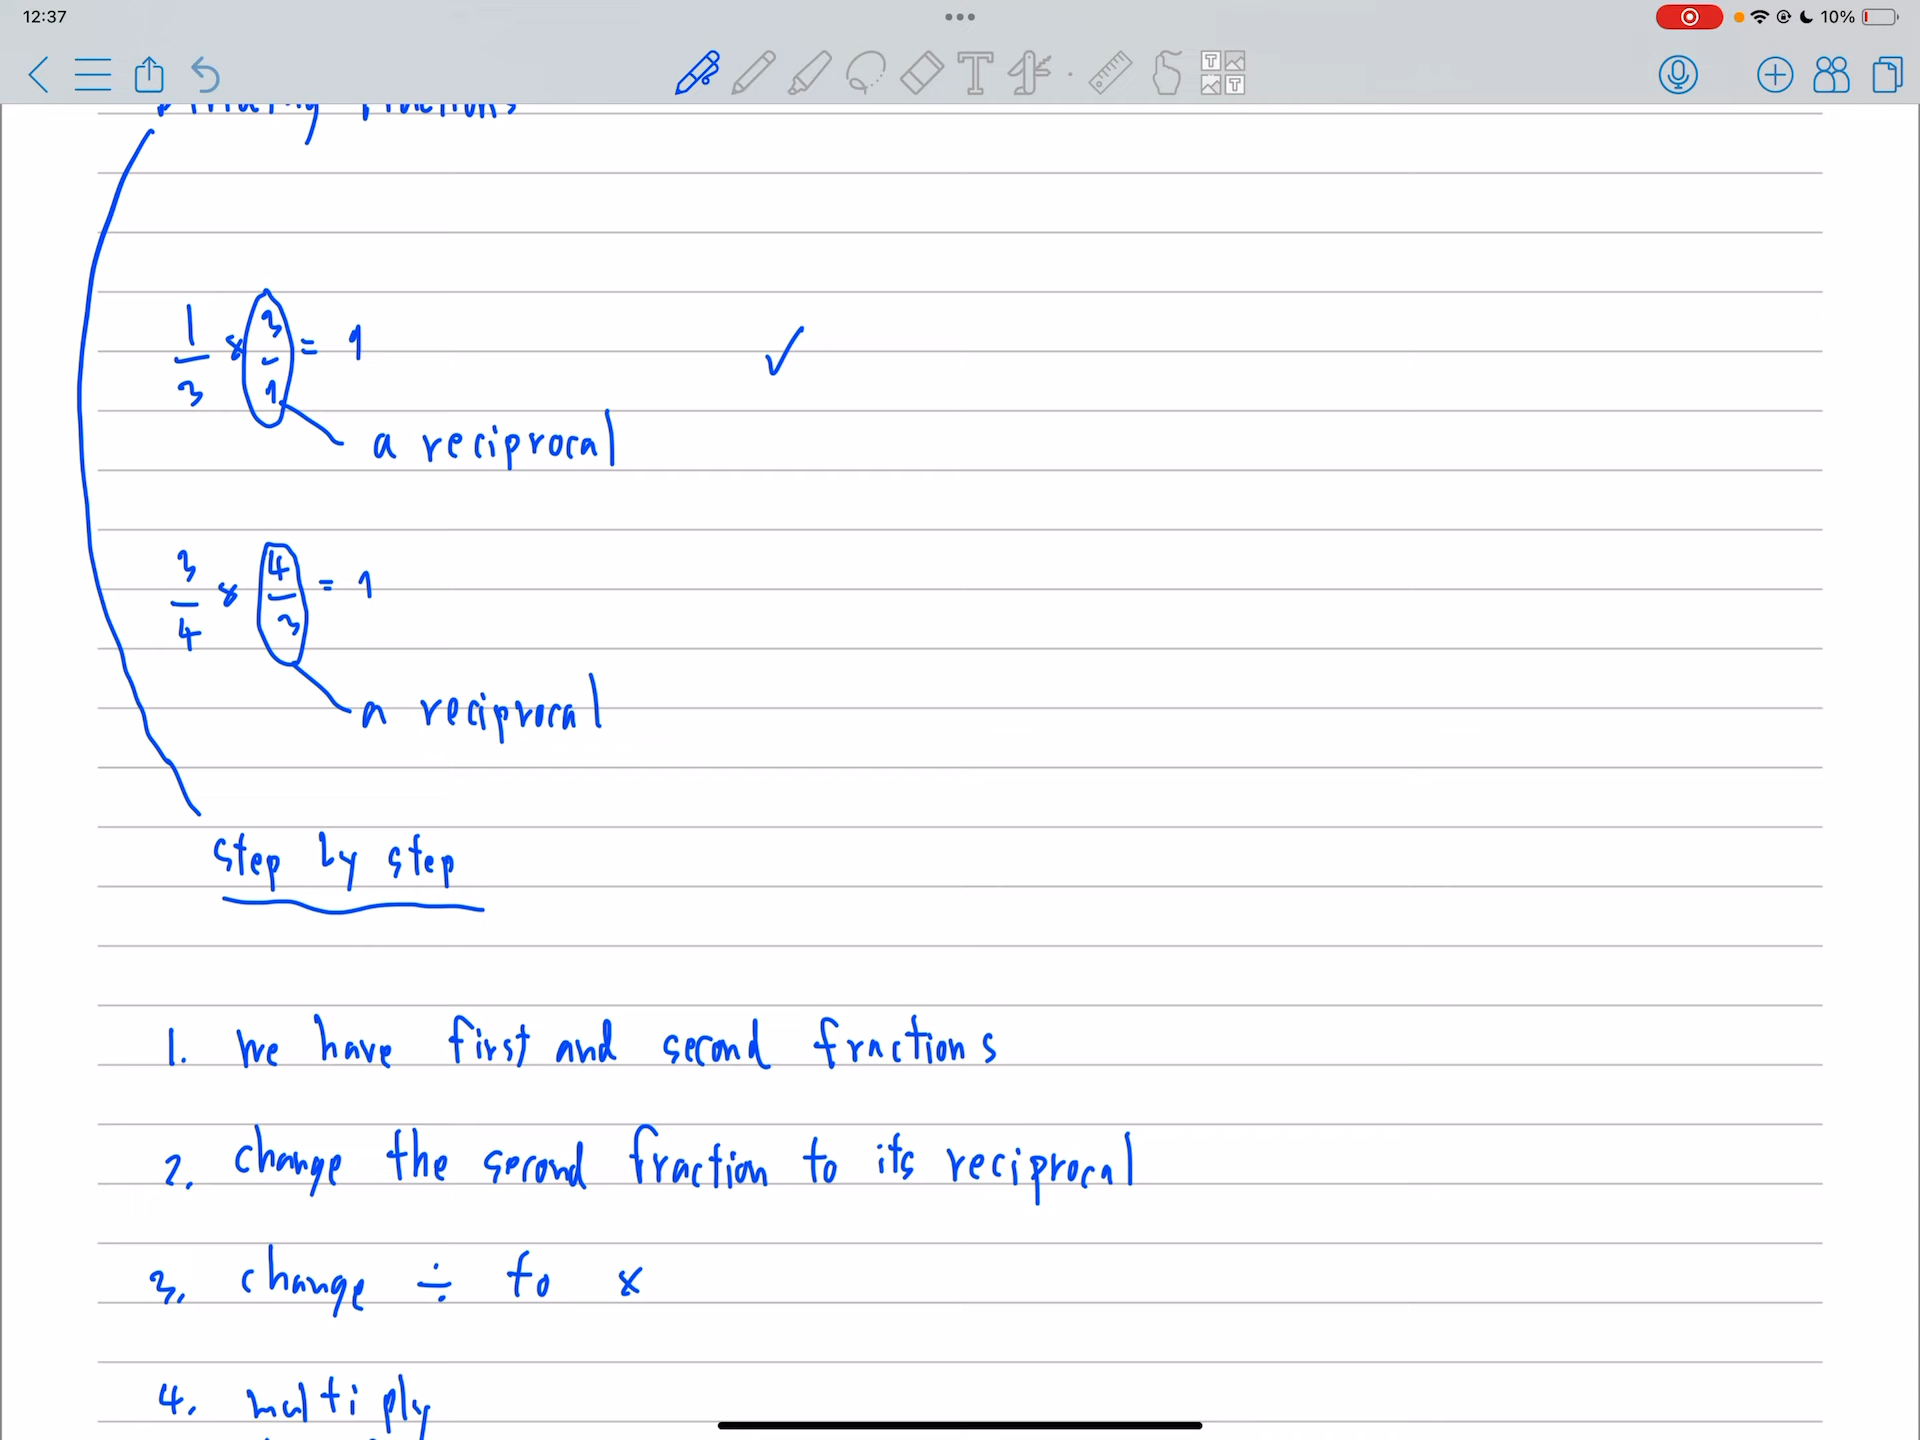 12:37
10%
Dividing fractions
1/3 × 3/1 = 1
a reciprocal
3/4 × 4/3 = 1
a reciprocal
step by step
1. we have first and second fractions
2. change the second fraction to its reciprocal
3. change ÷ to ×
4. multiply